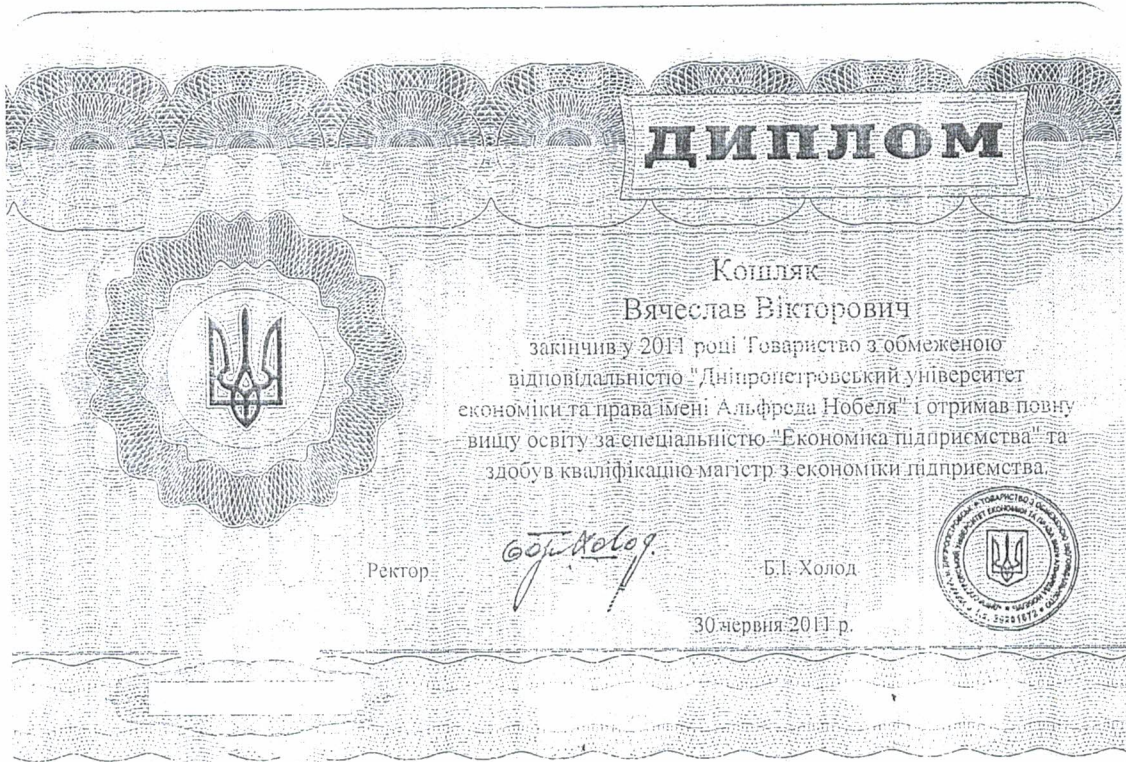 ДИПЛОМ
Кошляк
Вячеслав Вікторович
закінчив у 2011 році Товариство з обмеженою
відповідальністю "Дніпропетровський університет
економіки та права імені Альфреда Нобеля" і отримав повну
вищу освіту за спеціальністю "Економіка підприємства" та
здобув кваліфікацію магістр з економіки підприємства.
Ректор
Б.І. Холод
30 червня 2011 р.